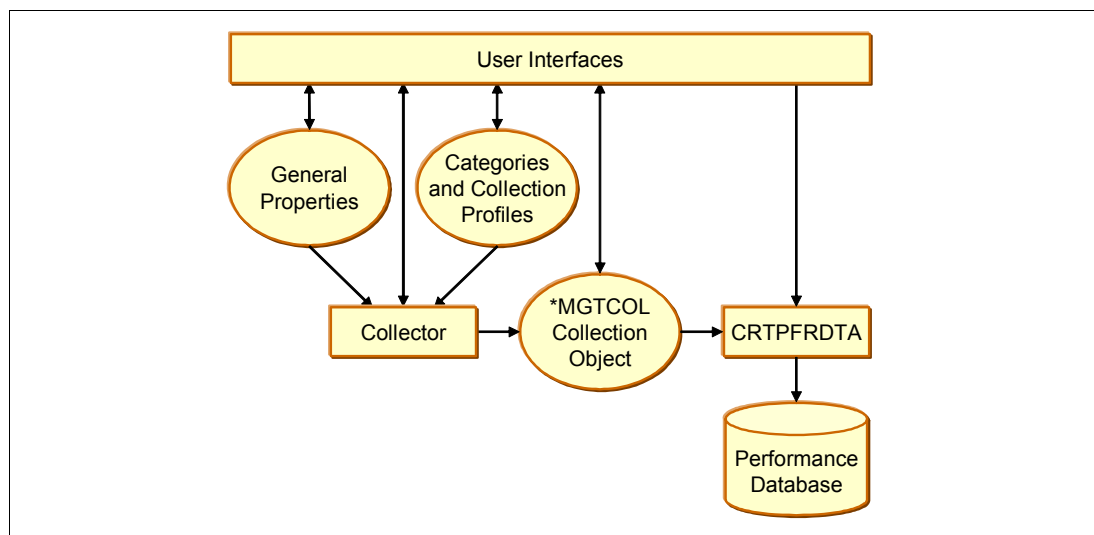 User Interfaces
General
Properties
Categories
and Collection
Profiles
Collector
*MGTCOL
Collection
Object
CRTPFRDTA
Performance
Database